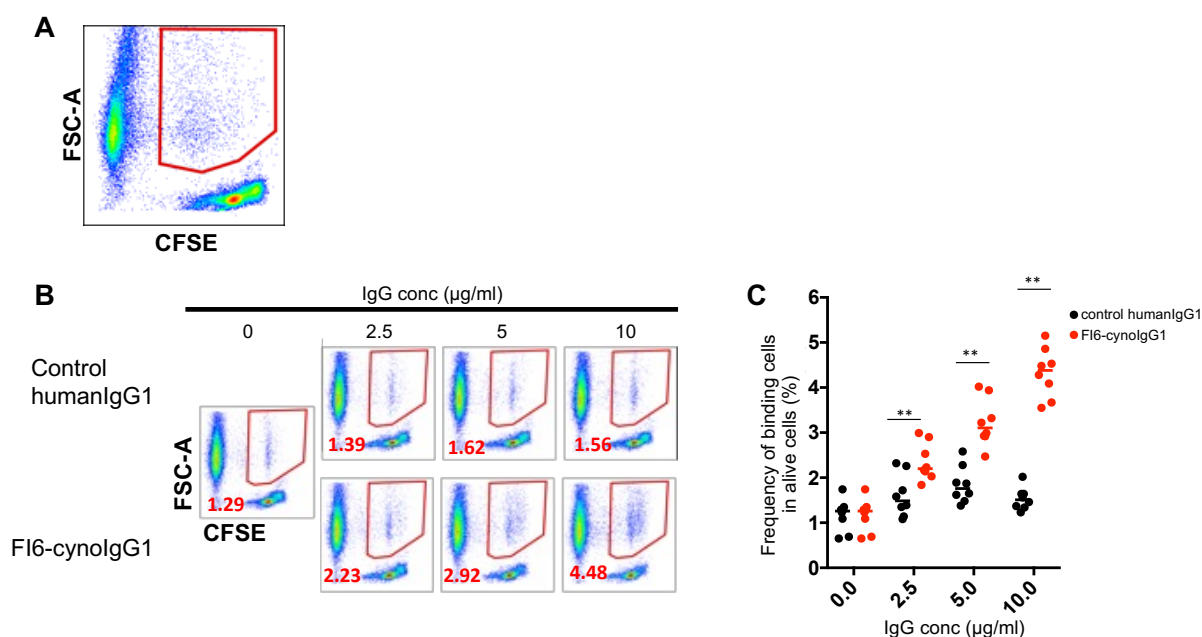 A
FSC-A
CFSE
B
IgG conc (µg/ml)
0
2.5
5
10
Control
humanIgG1
FSC-A
1.29
CFSE
1.39
1.62
1.56
FI6-cynoIgG1
2.23
2.92
4.48
C
Frequency of binding cells
in alive cells (%)
6
5
4
3
2
1
0
**
**
**
control humanIgG1
FI6-cynoIgG1
0.0
2.5
5.0
10.0
IgG conc (µg/ml)